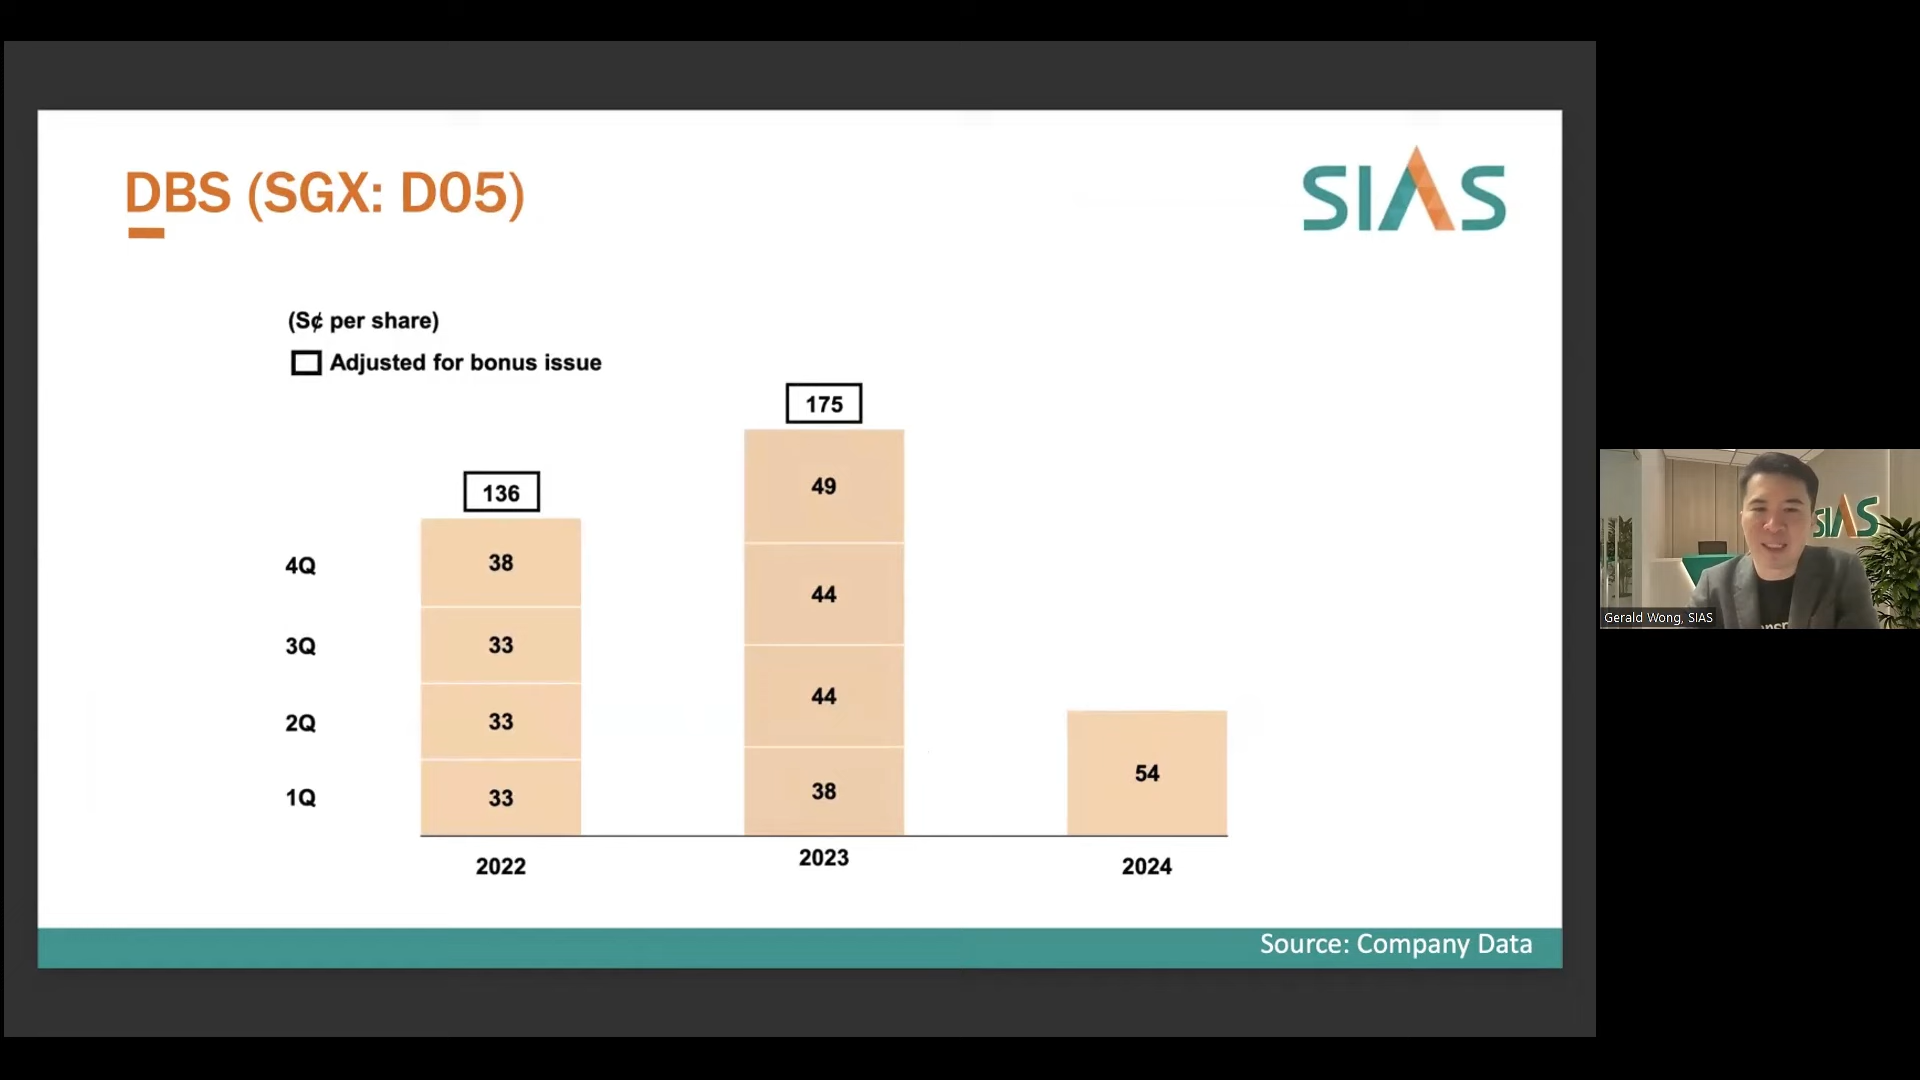 DBS (SGX: D05)
SIAS
(S¢ per share)
Adjusted for bonus issue
175
136
49
4Q
38
44
3Q
33
44
2Q
33
54
1Q
33
38
2022
2023
2024
Source: Company Data
SIAS
Gerald Wong, SIAS